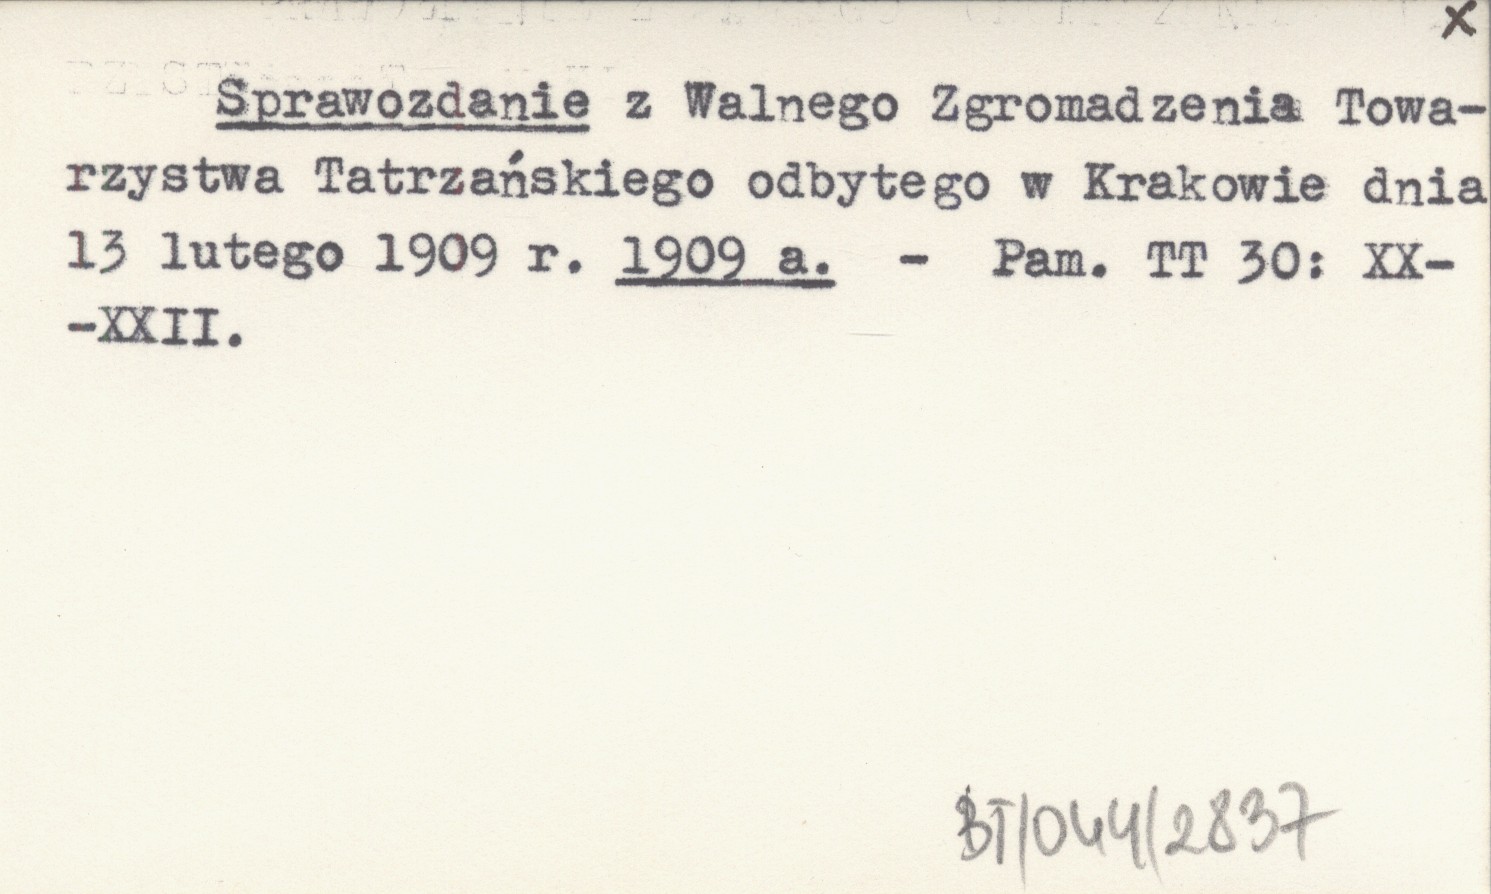 x
Sprawozdanie z Walnego Zgromadzenia Towa-
rzystwa Tatrzańskiego odbytego w Krakowie dnia
13 lutego 1909 r. 1909 a. - Pam. TT 30: XX-
-XXII.
BT/044/2837